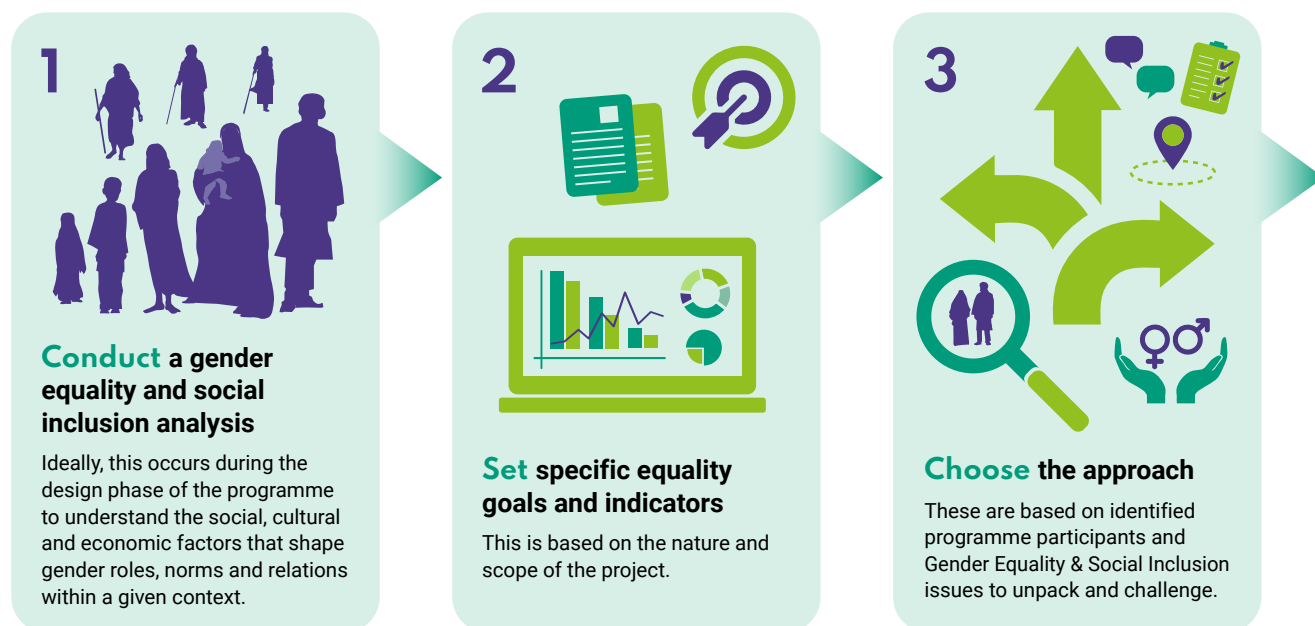 1
Conduct a gender
equality and social
inclusion analysis
Ideally, this occurs during the
design phase of the programme
to understand the social, cultural
and economic factors that shape
gender roles, norms and relations
within a given context.
2
Set specific equality
goals and indicators
This is based on the nature and
scope of the project.
3
Choose the approach
These are based on identified
programme participants and
Gender Equality & Social Inclusion
issues to unpack and challenge.